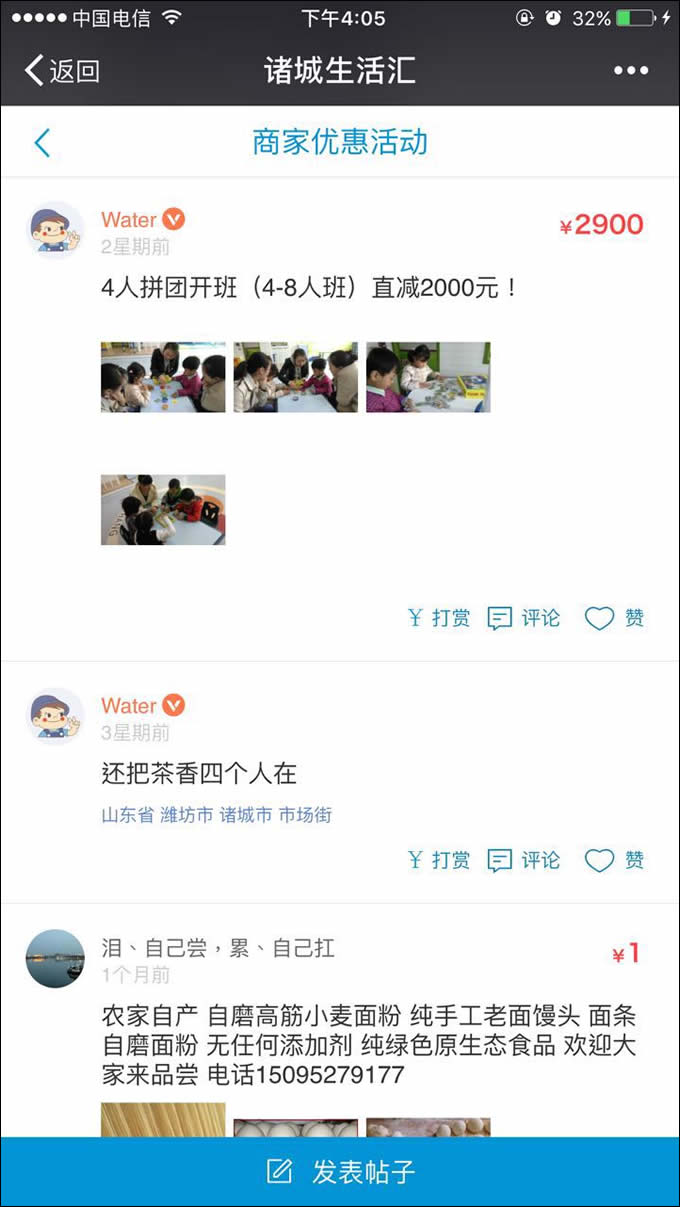 中国电信 下午4:05 32%
返回 诸城生活汇
商家优惠活动
Water ¥2900
2星期前
4人拼团开班（4-8人班）直减2000元！
¥ 打赏 评论 赞
Water
3星期前
还把茶香四个人在
山东省 潍坊市 诸城市 市场街
¥ 打赏 评论 赞
泪、自己尝，累、自己扛 ¥1
1个月前
农家自产 自磨高筋小麦面粉 纯手工老面馒头 面条
自磨面粉 无任何添加剂 纯绿色原生态食品 欢迎大
家来品尝 电话15095279177
发表帖子